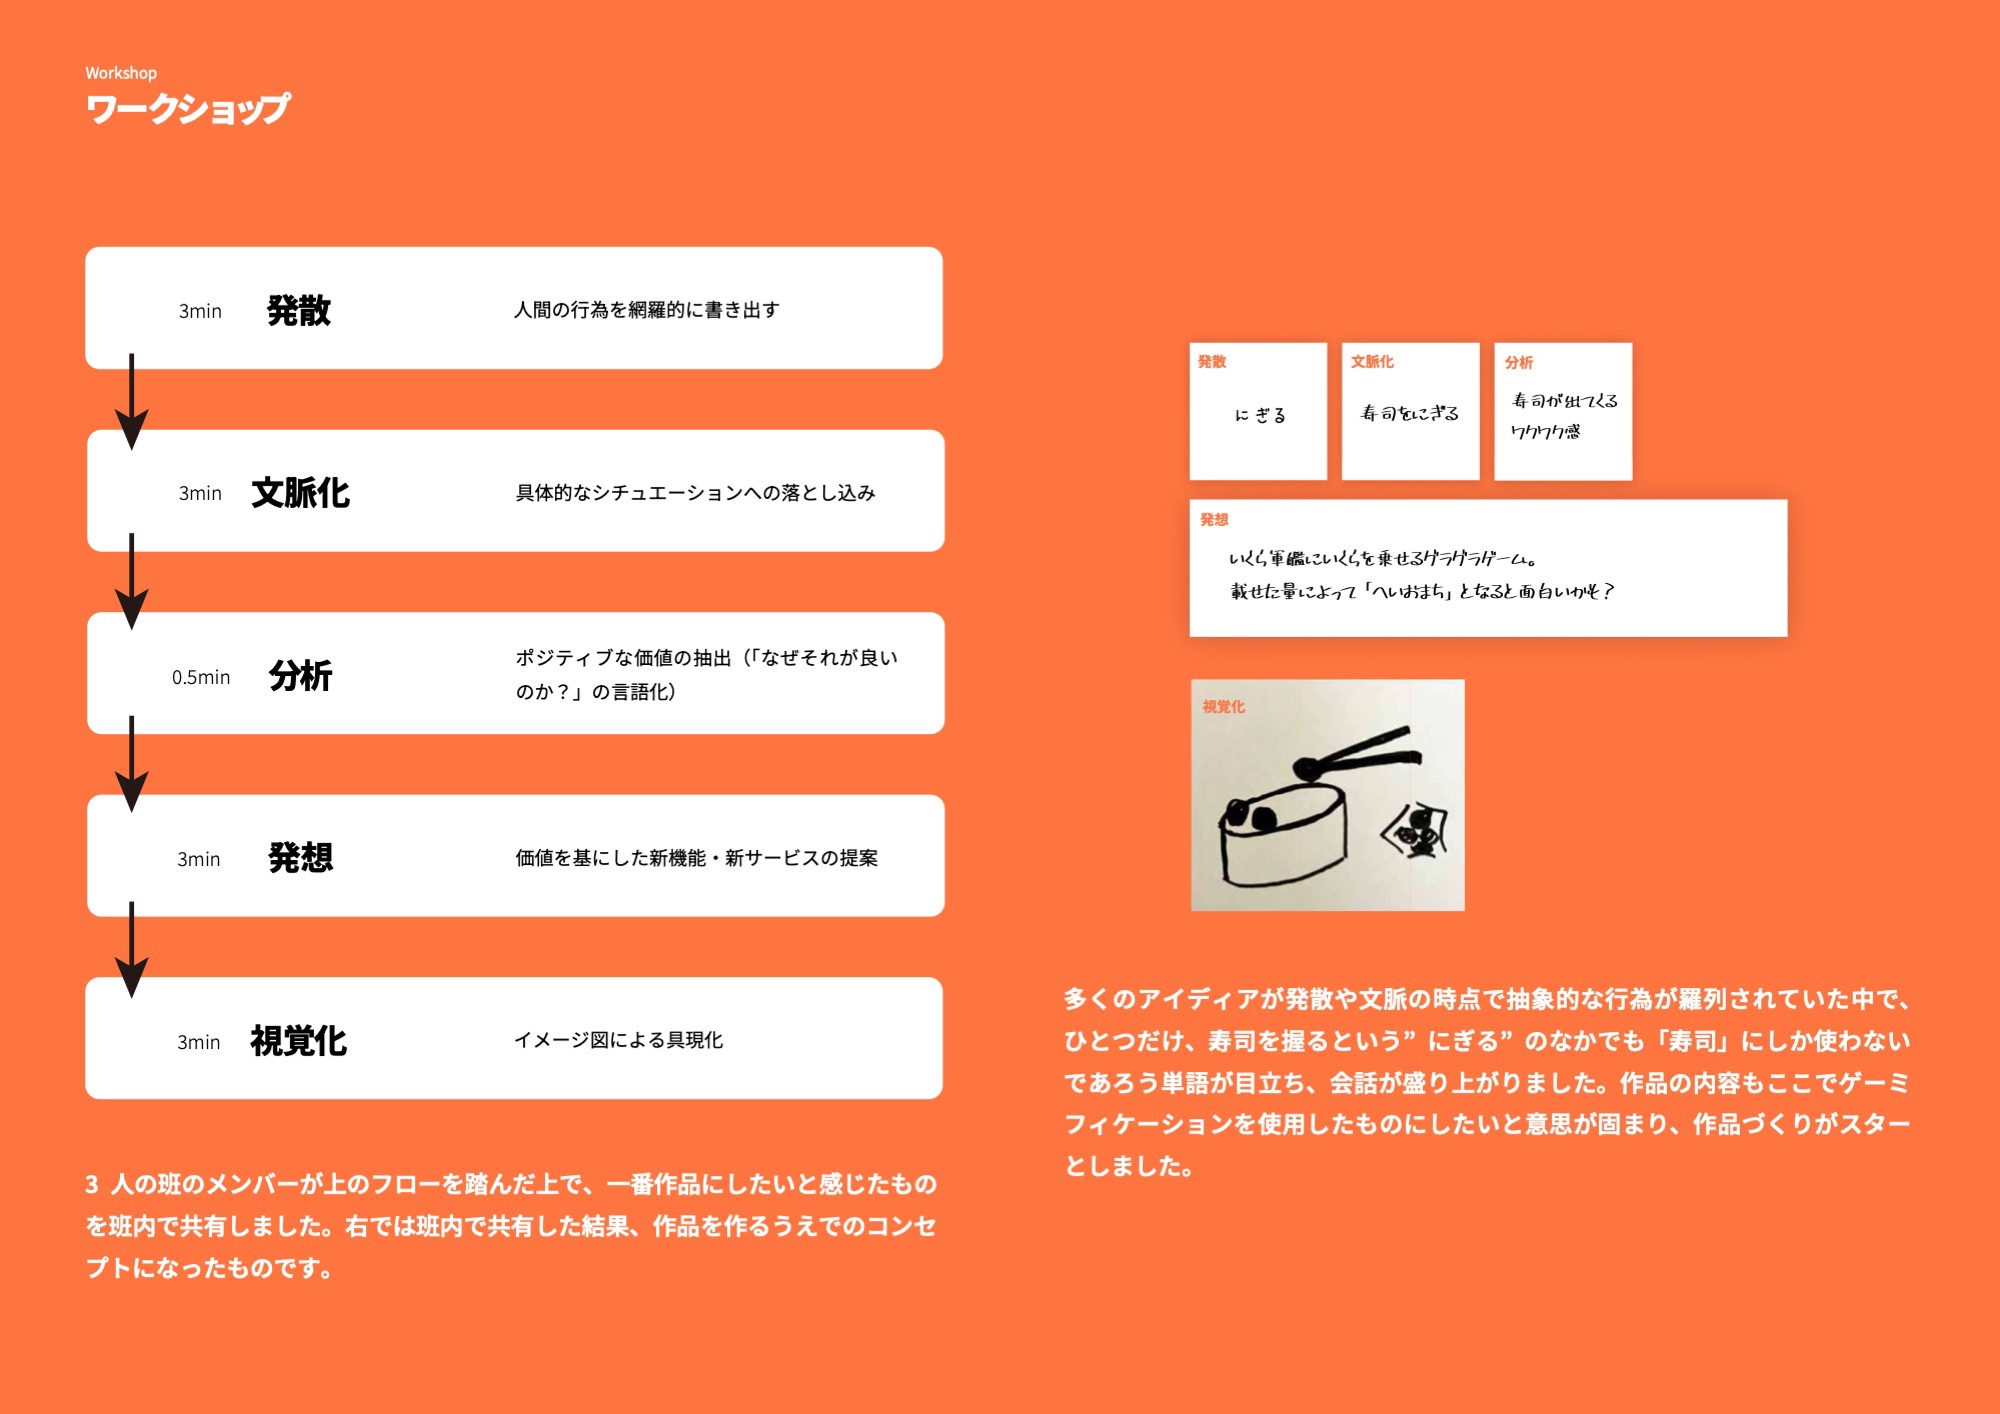 Workshop
ワークショップ
3min 発散 人間の行為を網羅的に書き出す
3min 文脈化 具体的なシチュエーションへの落とし込み
0.5min 分析 ポジティブな価値の抽出（「なぜそれが良い
のか？」の言語化）
3min 発想 価値を基にした新機能・新サービスの提案
3min 視覚化 イメージ図による具現化
3 人の班のメンバーが上のフローを踏んだ上で、一番作品にしたいと感じたもの
を班内で共有しました。右では班内で共有した結果、作品を作るうえでのコンセ
プトになったものです。
発散
にぎる
文脈化
寿司をにぎる
分析
寿司が出てくる
ワクワク感
発想
いくら軍艦にいくらを乗せるグラグラゲーム。
載せた量によって「へいおまち」となると面白いかも？
視覚化
多くのアイディアが発散や文脈の時点で抽象的な行為が羅列されていた中で、
ひとつだけ、寿司を握るという” にぎる” のなかでも「寿司」にしか使わない
であろう単語が目立ち、会話が盛り上がりました。作品の内容もここでゲーミ
フィケーションを使用したものにしたいと意思が固まり、作品づくりがスター
としました。